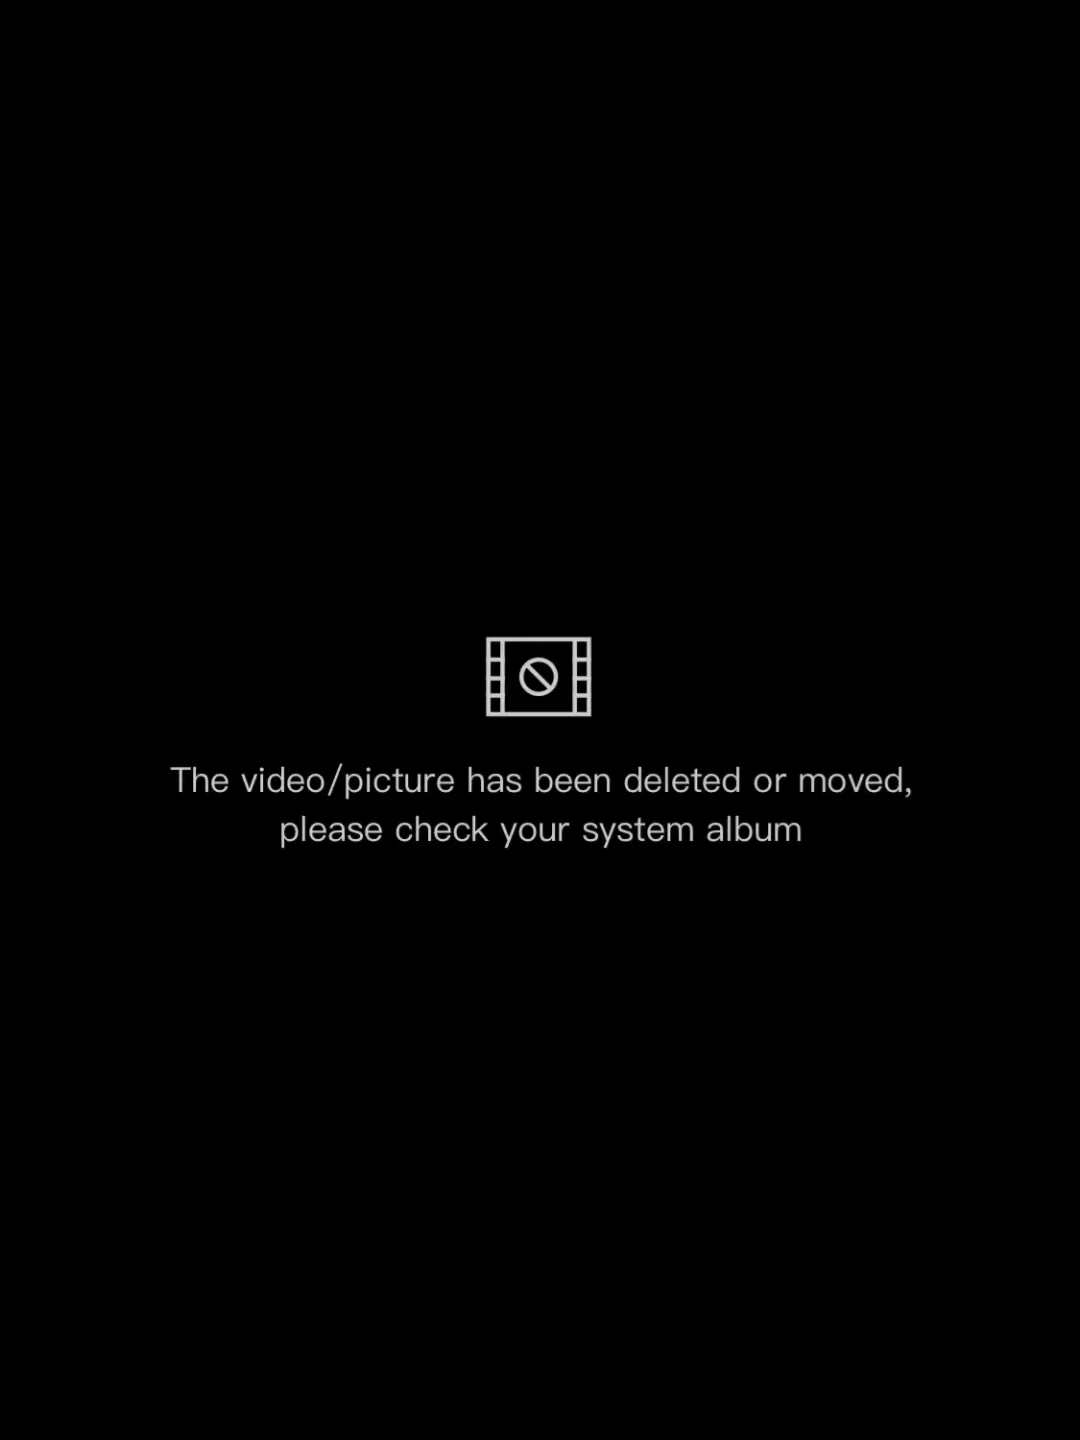 The video/picture has been deleted or moved,
please check your system album